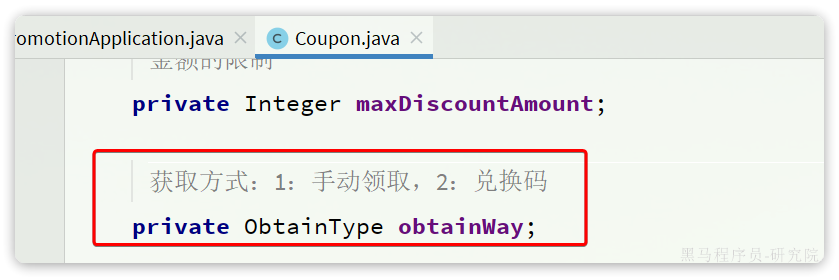 romotionApplication.java
C Coupon.java
金额的限制
private Integer maxDiscountAmount;
获取方式：1：手动领取，2：兑换码
private ObtainType obtainWay;
黑马程序员-研究院